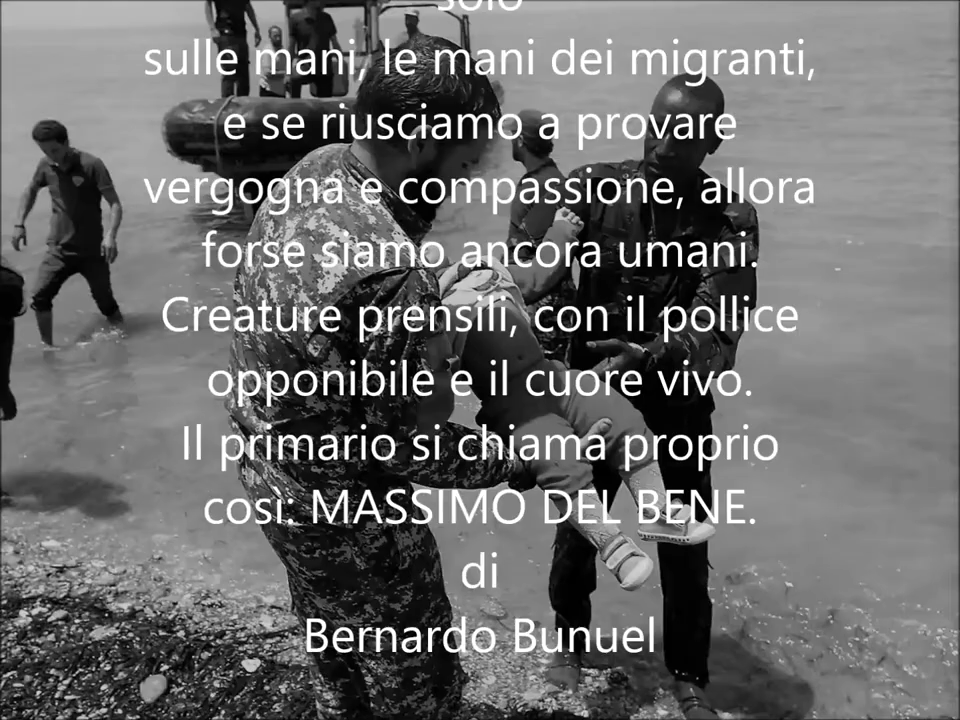 solo
sulle mani, le mani dei migranti,
e se riusciamo a provare
vergogna e compassione, allora
forse siamo ancora umani.
Creature prensili, con il pollice
opponibile e il cuore vivo.
Il primario si chiama proprio
così: MASSIMO DEL BENE.
di
Bernardo Bunuel